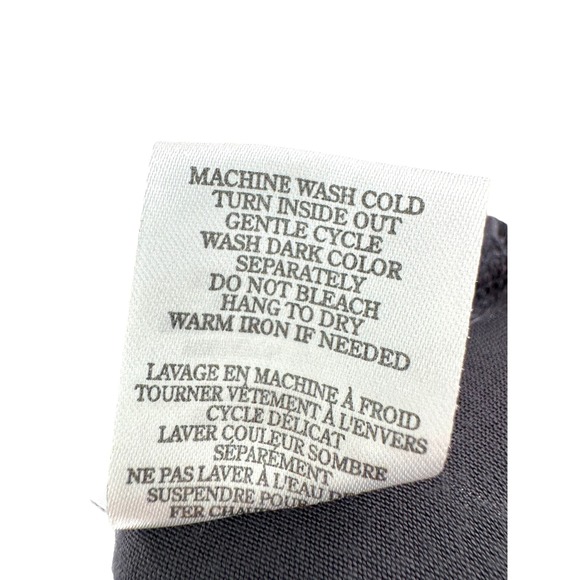 MACHINE WASH COLD
TURN INSIDE OUT
GENTLE CYCLE
WASH DARK COLOR
SEPARATELY
DO NOT BLEACH
HANG TO DRY
WARM IRON IF NEEDED
LAVAGE EN MACHINE À FROID
TOURNER VÊTEMENT À L'ENVERS
CYCLE DÉLICAT
LAVER COULEUR SOMBRE
SÉPARÉMENT
NE PAS LAVER À L'EAU DE
SUSPENDRE POUR
FER